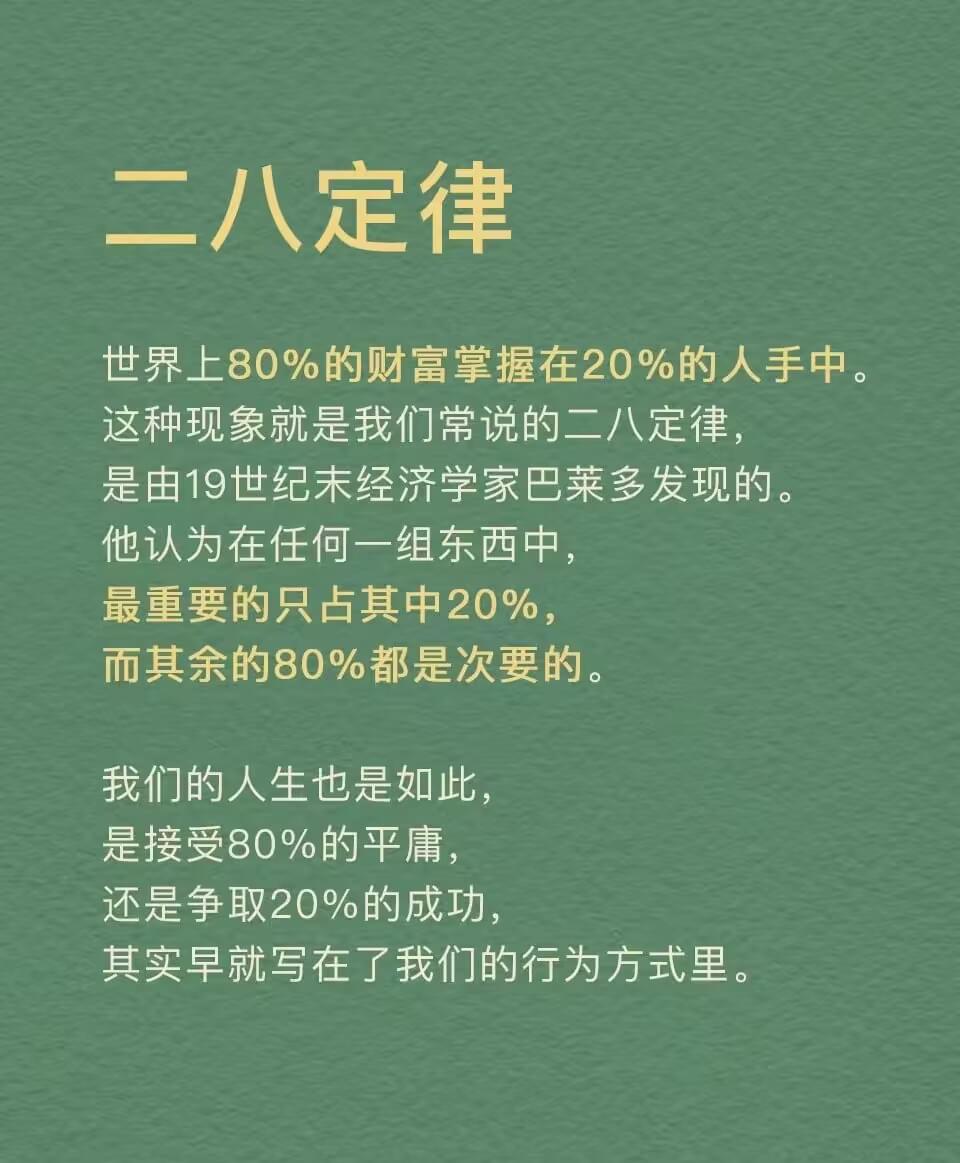 二八定律
世界上80%的财富掌握在20%的人手中。
这种现象就是我们常说的二八定律，
是由19世纪末经济学家巴莱多发现的。
他认为在任何一组东西中，
最重要的只占其中20%，
而其余的80%都是次要的。
我们的人生也是如此，
是接受80%的平庸，
还是争取20%的成功，
其实早就写在了我们的行为方式里。